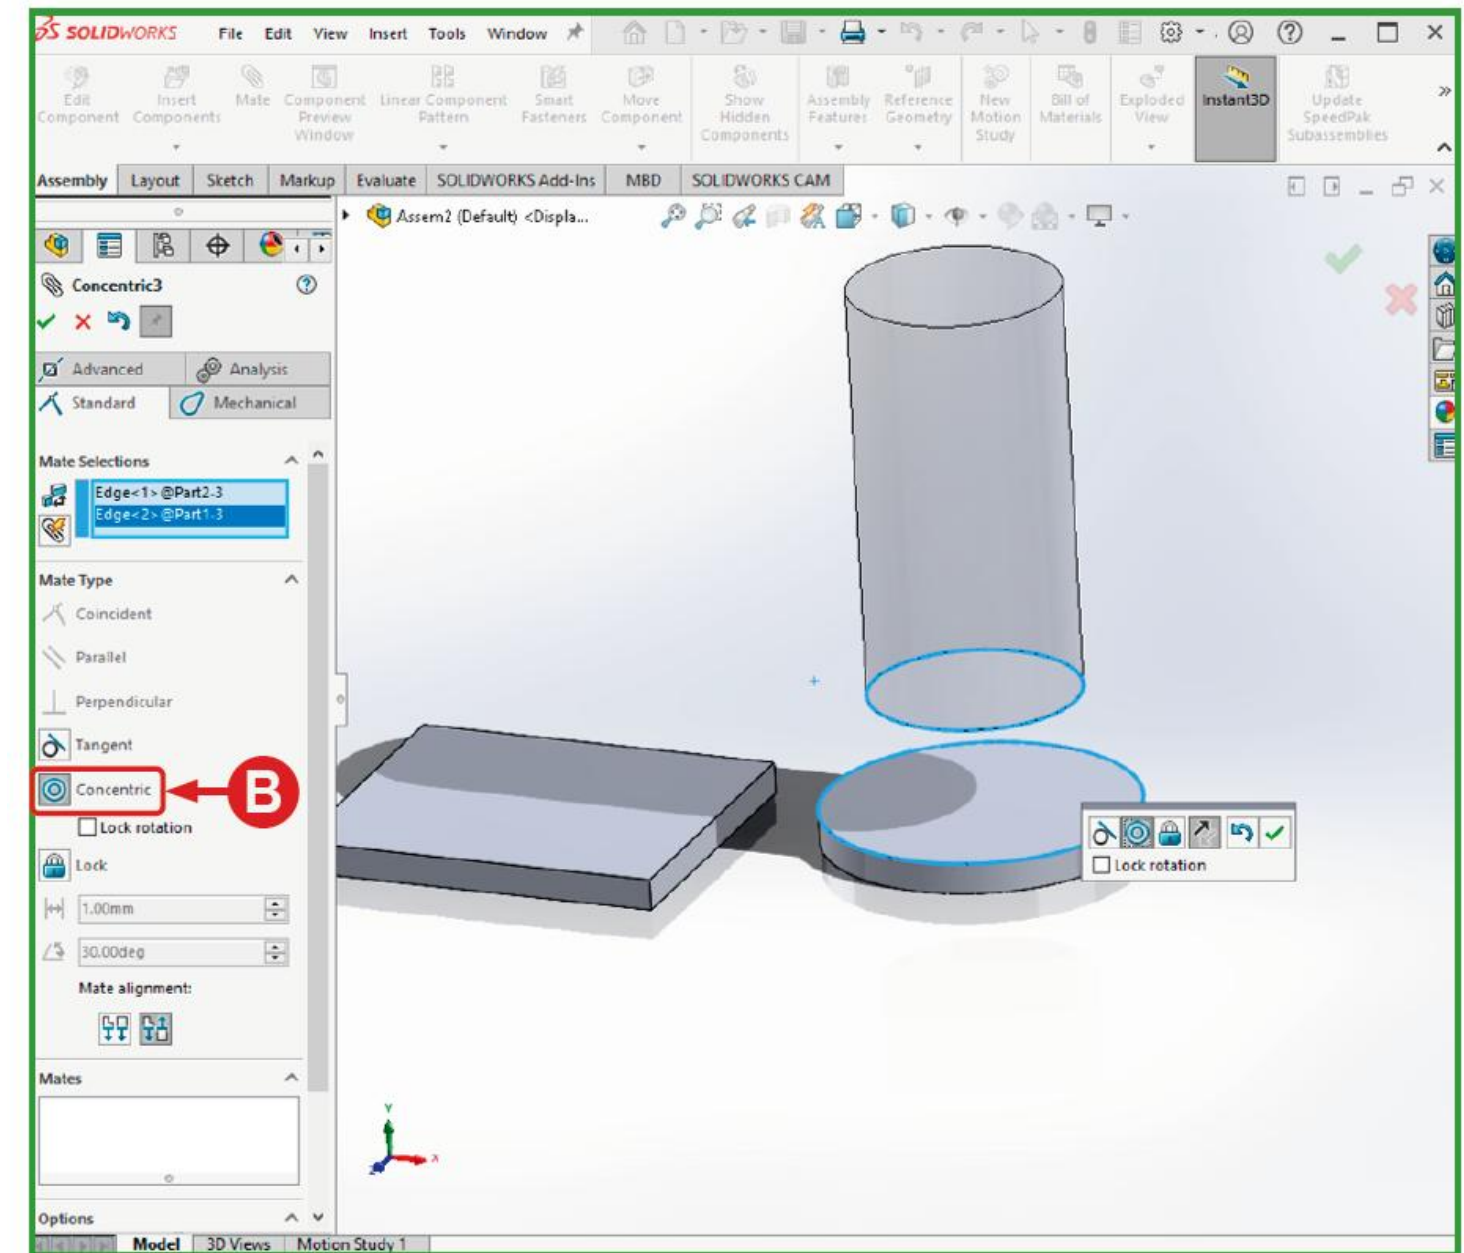 SOLIDWORKS File Edit View Insert Tools Window
Edit Component
Insert Components
Mate
Component Preview Window
Linear Component Pattern
Smart Fasteners
Move Component
Show Hidden Components
Assembly Features
Reference Geometry
New Motion Study
Bill of Materials
Exploded View
Instant3D
Update SpeedPak Subassemblies
Assembly Layout Sketch Markup Evaluate SOLIDWORKS Add-Ins MBD SOLIDWORKS CAM
Assem2 (Default) <Displa...
Concentric3
Advanced Analysis
Standard Mechanical
Mate Selections
Edge<1>@Part2-3
Edge<2>@Part1-3
Mate Type
Coincident
Parallel
Perpendicular
Tangent
Concentric
B
Lock rotation
Lock
1.00mm
30.00deg
Mate alignment:
Lock rotation
Mates
Y
X
Z
Options
Model 3D Views Motion Study 1